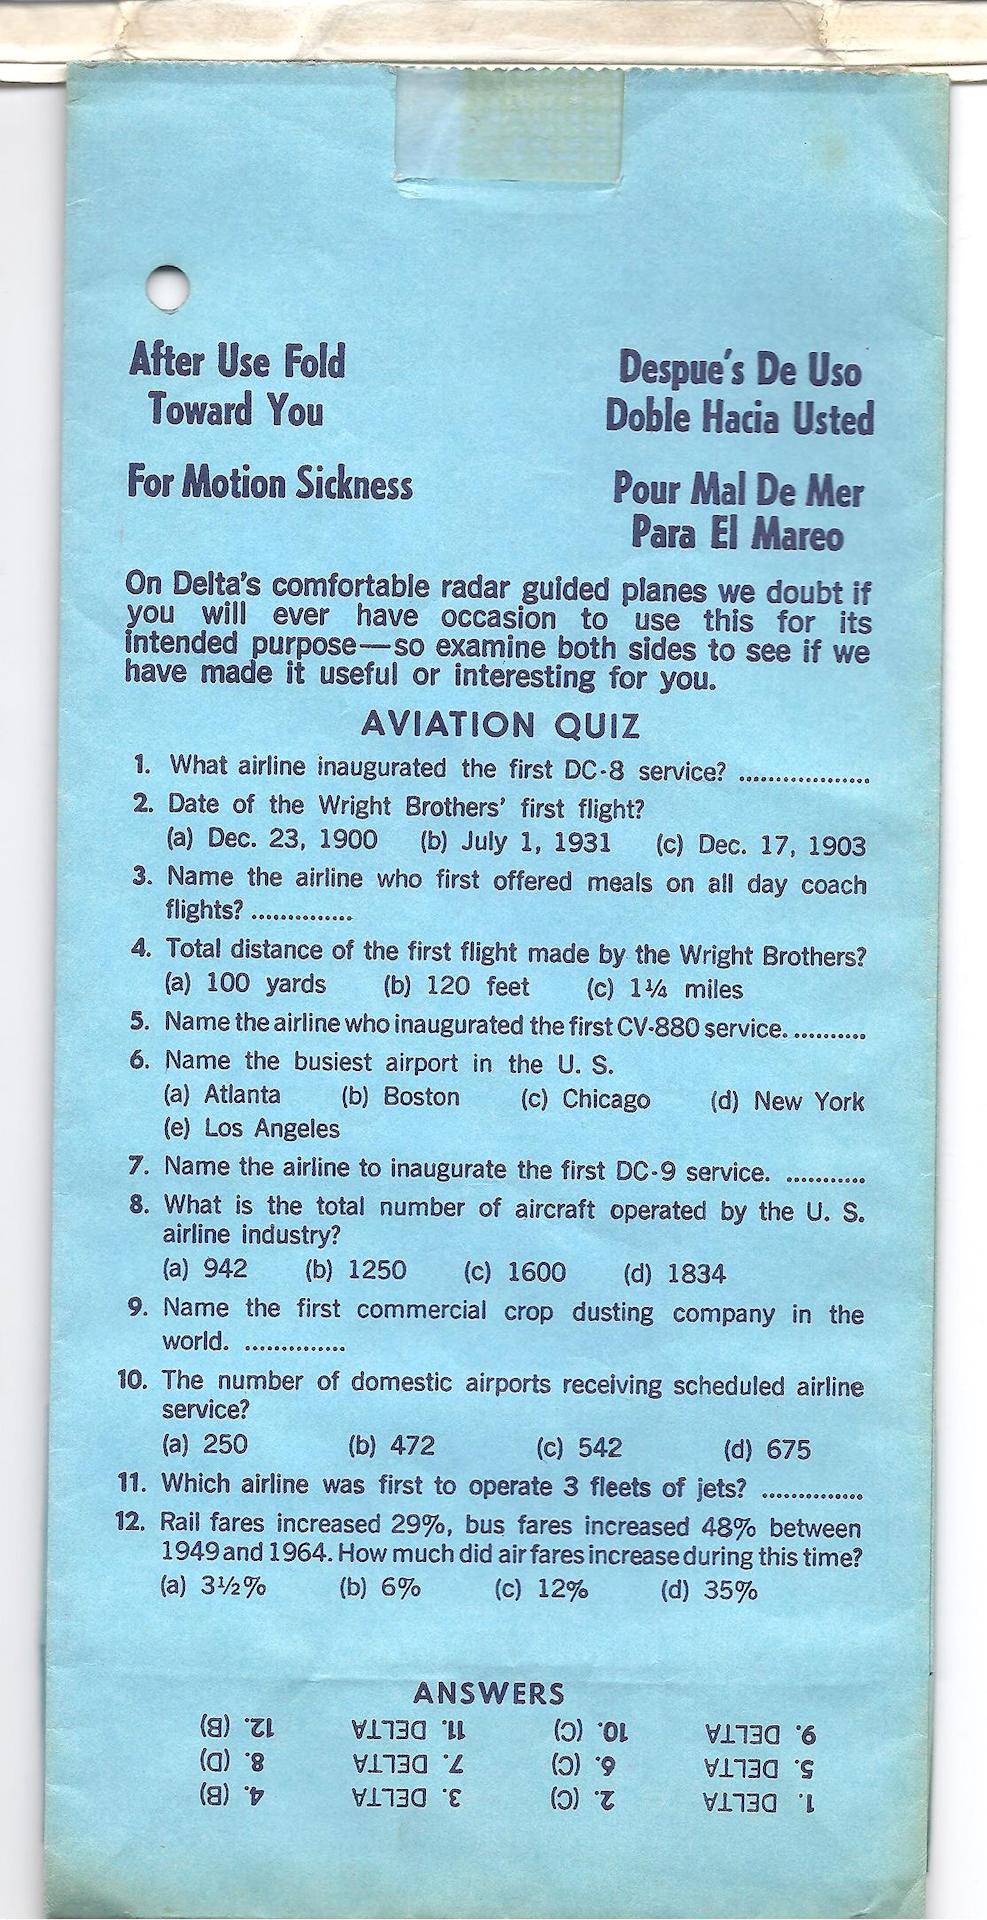 After Use Fold
Toward You
Despue's De Uso
Doble Hacia Usted
For Motion Sickness
Pour Mal De Mer
Para El Mareo
On Delta's comfortable radar guided planes we doubt if
you will ever have occasion to use this for its
intended purpose—so examine both sides to see if we
have made it useful or interesting for you.
AVIATION QUIZ
1. What airline inaugurated the first DC-8 service? ...................
2. Date of the Wright Brothers' first flight?
(a) Dec. 23, 1900 (b) July 1, 1931 (c) Dec. 17, 1903
3. Name the airline who first offered meals on all day coach
flights? ...............
4. Total distance of the first flight made by the Wright Brothers?
(a) 100 yards (b) 120 feet (c) 1¼ miles
5. Name the airline who inaugurated the first CV-880 service. ..........
6. Name the busiest airport in the U. S.
(a) Atlanta (b) Boston (c) Chicago (d) New York
(e) Los Angeles
7. Name the airline to inaugurate the first DC-9 service. ...........
8. What is the total number of aircraft operated by the U. S.
airline industry?
(a) 942 (b) 1250 (c) 1600 (d) 1834
9. Name the first commercial crop dusting company in the
world. ..............
10. The number of domestic airports receiving scheduled airline
service?
(a) 250 (b) 472 (c) 542 (d) 675
11. Which airline was first to operate 3 fleets of jets? ..............
12. Rail fares increased 29%, bus fares increased 48% between
1949 and 1964. How much did air fares increase during this time?
(a) 3½% (b) 6% (c) 12% (d) 35%
ANSWERS
1. DELTA 2. (C) 3. DELTA 4. (B)
5. DELTA 6. (C) 7. DELTA 8. (D)
9. DELTA 10. (C) 11. DELTA 12. (B)